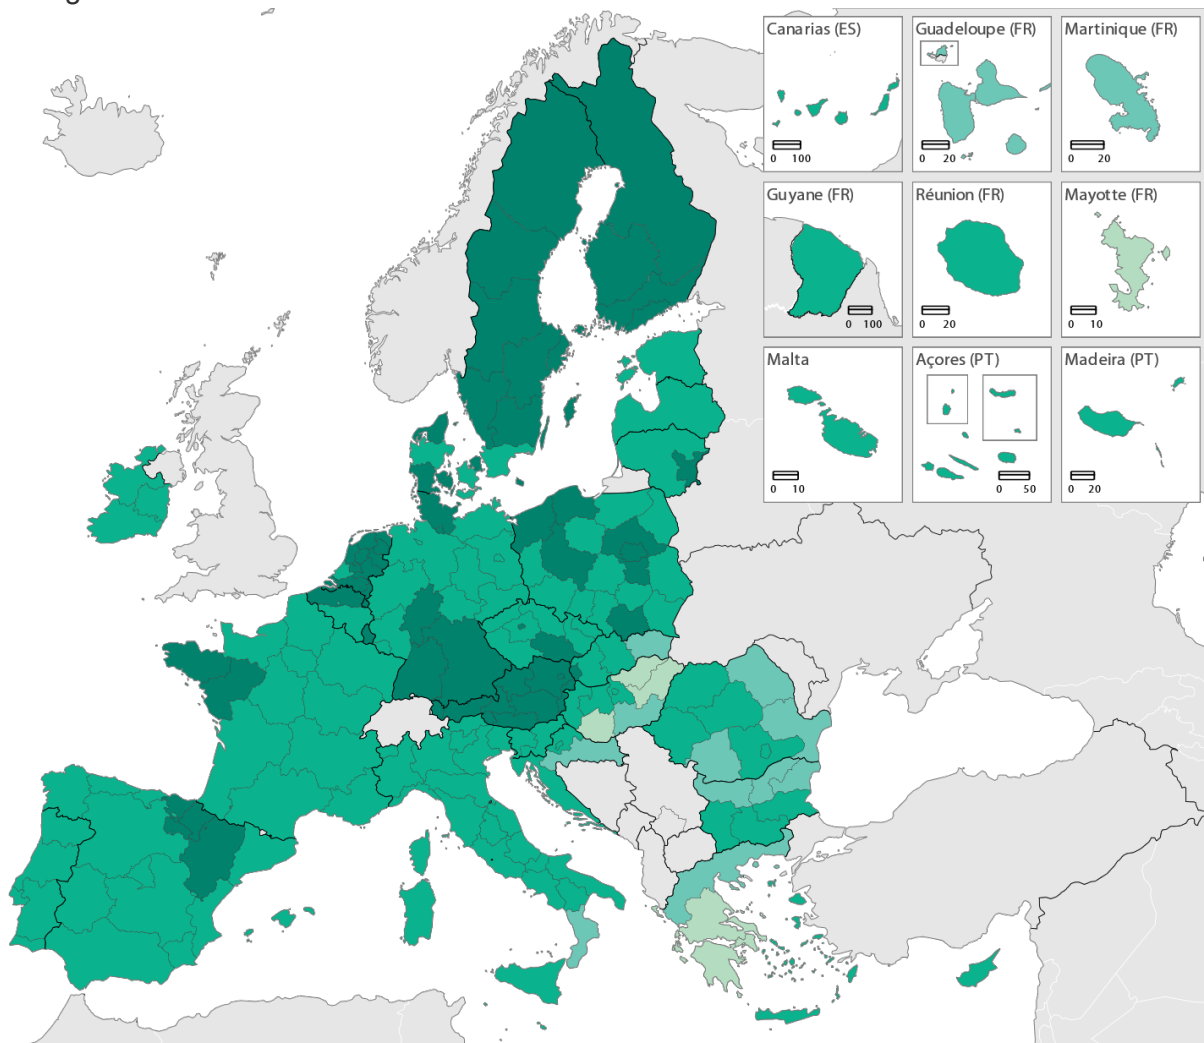 Canarias (ES)
0 100
Guadeloupe (FR)
0 20
Martinique (FR)
0 20
Guyane (FR)
0 100
Réunion (FR)
0 20
Mayotte (FR)
0 10
Malta
0 10
Açores (PT)
0 50
Madeira (PT)
0 20